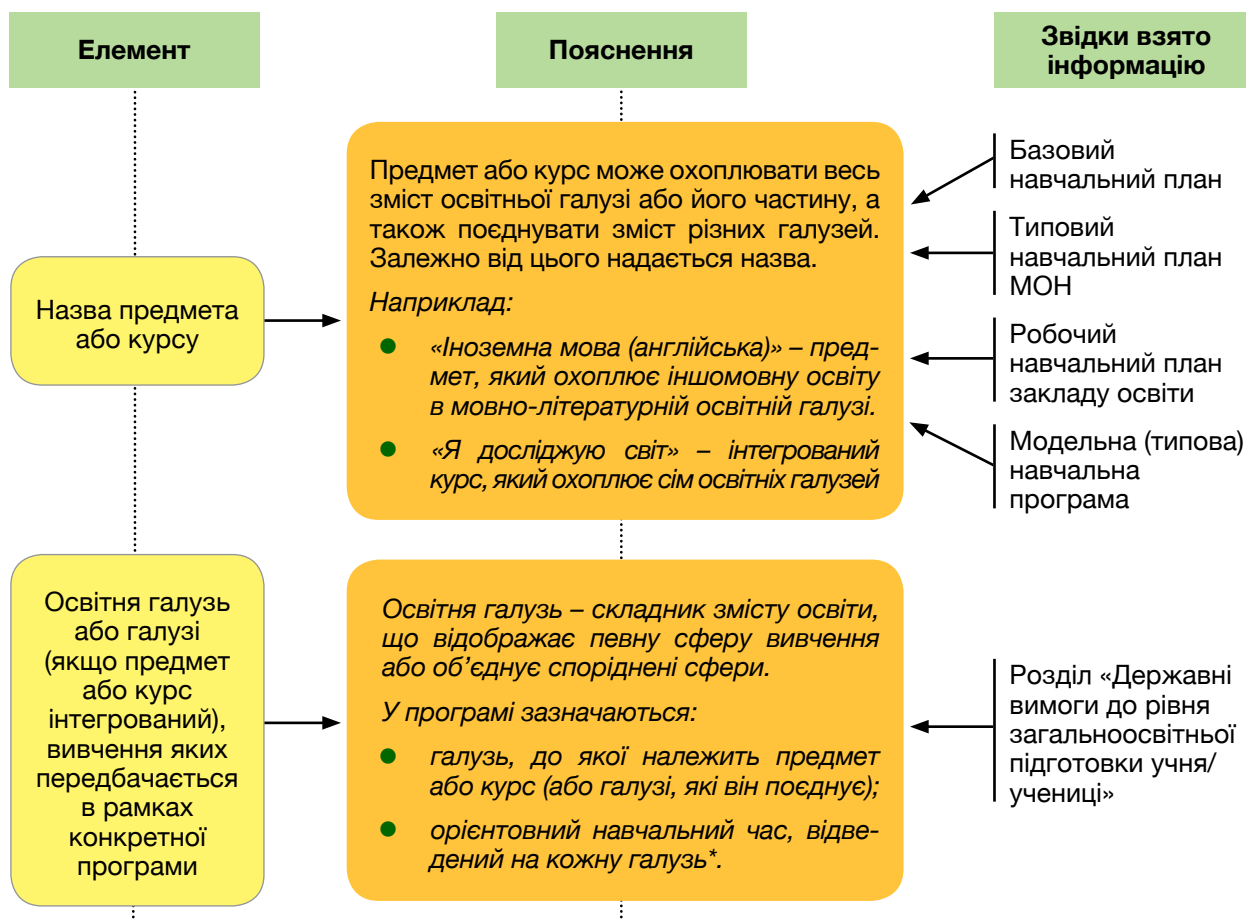 Елемент
Пояснення
Звідки взято
інформацію
Назва предмета
або курсу
Предмет або курс може охоплювати весь
зміст освітньої галузі або його частину, а
також поєднувати зміст різних галузей.
Залежно від цього надається назва.
Наприклад:
● «Іноземна мова (англійська)» – пред-
мет, який охоплює іншомовну освіту
в мовно-літературній освітній галузі.
● «Я досліджую світ» – інтегрований
курс, який охоплює сім освітніх галузей
Базовий
навчальний план
Типовий
навчальний план
МОН
Робочий
навчальний план
закладу освіти
Модельна (типова)
навчальна
програма
Освітня галузь
або галузі
(якщо предмет
або курс
інтегрований),
вивчення яких
передбачається
в рамках
конкретної
програми
Освітня галузь – складник змісту освіти,
що відображає певну сферу вивчення
або об’єднує споріднені сфери.
У програмі зазначаються:
● галузь, до якої належить предмет
або курс (або галузі, які він поєднує);
● орієнтовний навчальний час, відве-
дений на кожну галузь*.
Розділ «Державні
вимоги до рівня
загальноосвітньої
підготовки учня/
учениці»